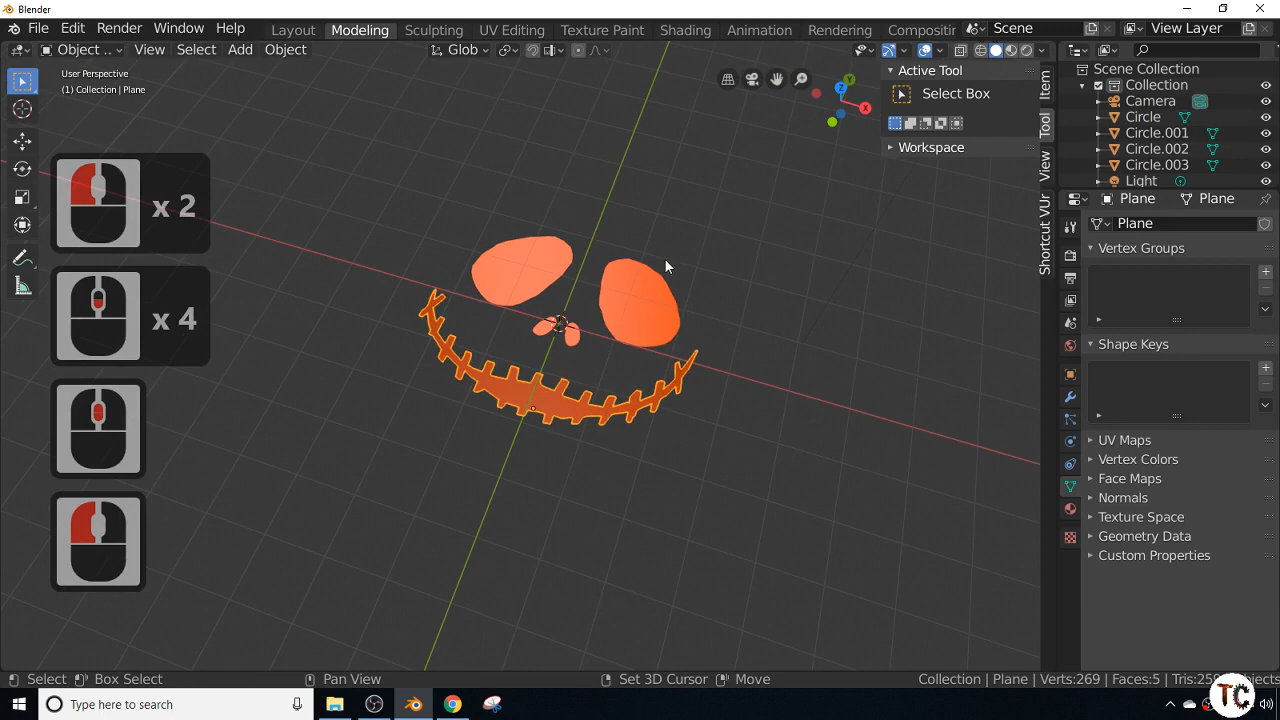 Blender
File Edit Render Window Help
Layout Modeling Sculpting UV Editing Texture Paint Shading Animation Rendering Compositir
Scene
View Layer
Object ..
View Select Add Object
Glob
User Perspective
(1) Collection | Plane
Active Tool
Select Box
Workspace
Item
Tool
View
Shortcut VUr
Scene Collection
Collection
Camera
Circle
Circle.001
Circle.002
Circle.003
Light
Plane
Plane
Plane
Vertex Groups
Shape Keys
UV Maps
Vertex Colors
Face Maps
Normals
Texture Space
Geometry Data
Custom Properties
x 2
x 4
X
Y
Z
Select
Box Select
Pan View
Set 3D Cursor
Move
Collection | Plane | Verts:269 | Faces:5 | Tris:25
Objects
Type here to search
TC